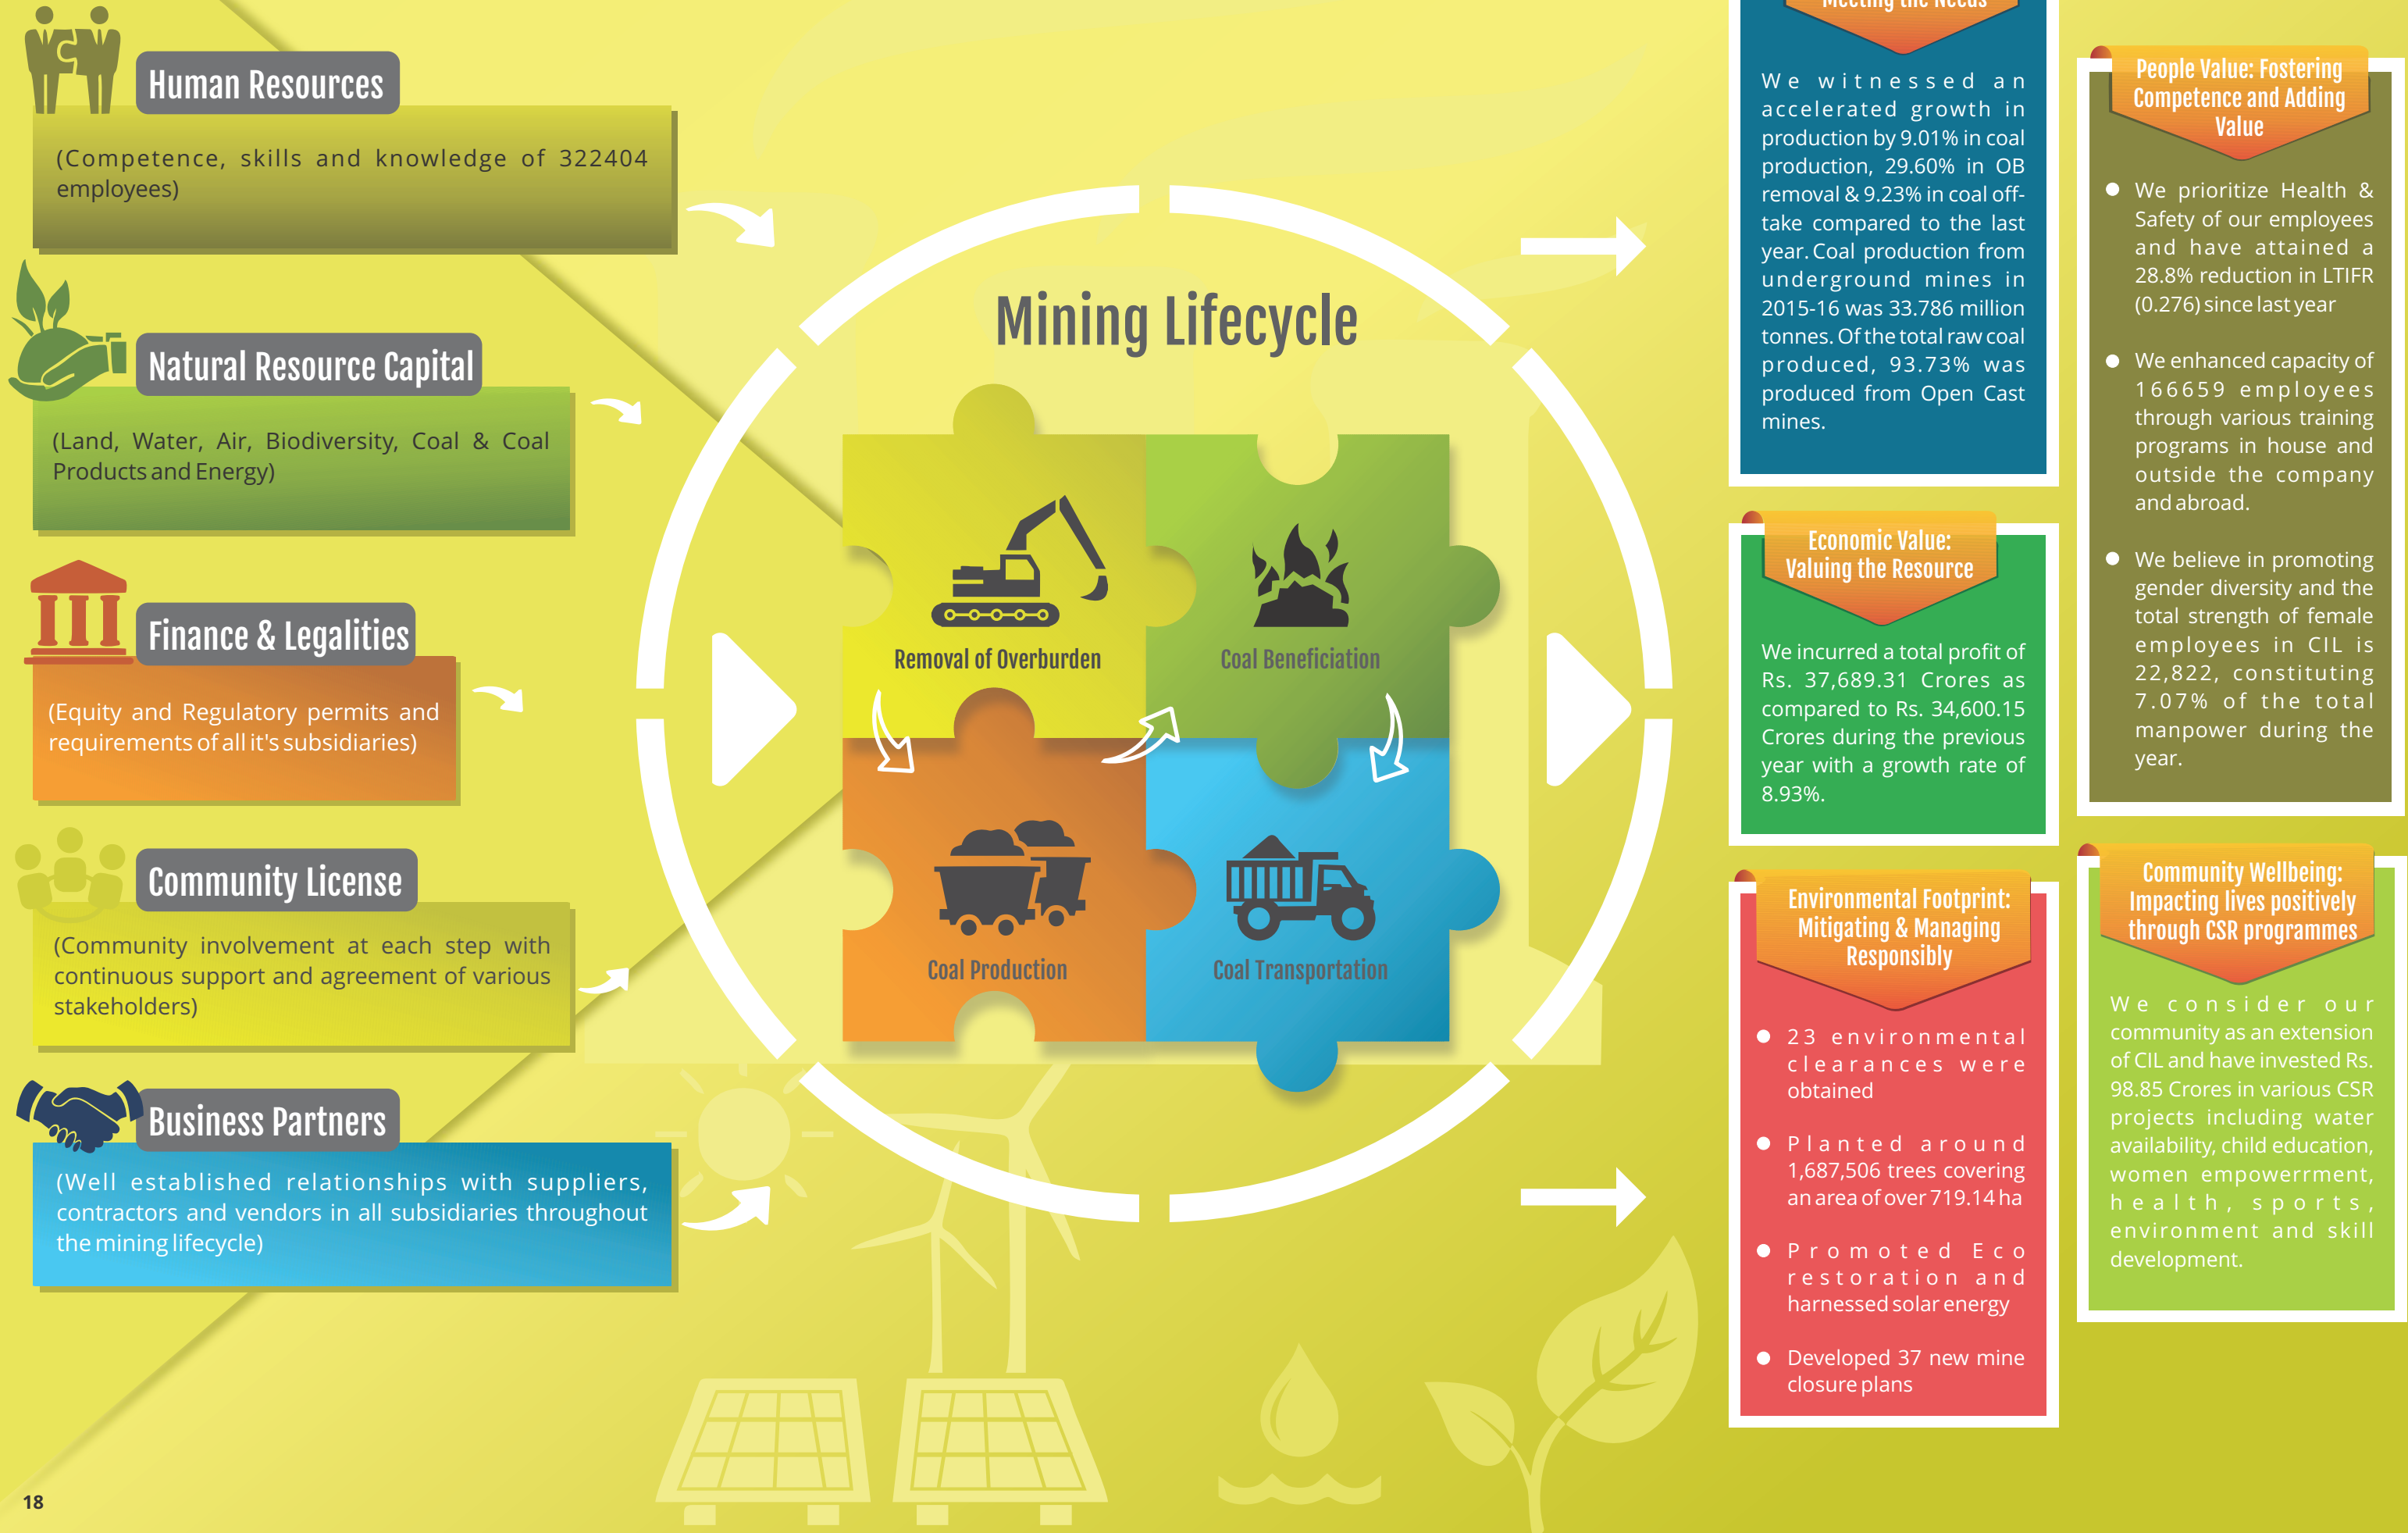 Human Resources
(Competence, skills and knowledge of 322404
employees)
Natural Resource Capital
(Land, Water, Air, Biodiversity, Coal & Coal
Products and Energy)
Finance & Legalities
(Equity and Regulatory permits and
requirements of all it's subsidiaries)
Community License
(Community involvement at each step with
continuous support and agreement of various
stakeholders)
Business Partners
(Well established relationships with suppliers,
contractors and vendors in all subsidiaries throughout
the mining lifecycle)
Mining Lifecycle
Removal of Overburden
Coal Beneficiation
Coal Production
Coal Transportation
Meeting the Needs
We witnessed an
accelerated growth in
production by 9.01% in coal
production, 29.60% in OB
removal & 9.23% in coal off-
take compared to the last
year. Coal production from
underground mines in
2015-16 was 33.786 million
tonnes. Of the total raw coal
produced, 93.73% was
produced from Open Cast
mines.
Economic Value:
Valuing the Resource
We incurred a total profit of
Rs. 37,689.31 Crores as
compared to Rs. 34,600.15
Crores during the previous
year with a growth rate of
8.93%.
Environmental Footprint:
Mitigating & Managing
Responsibly
23 environmental
clearances were
obtained
Planted around
1,687,506 trees covering
an area of over 719.14 ha
Promoted Eco
restoration and
harnessed solar energy
Developed 37 new mine
closure plans
People Value: Fostering
Competence and Adding
Value
We prioritize Health &
Safety of our employees
and have attained a
28.8% reduction in LTIFR
(0.276) since last year
We enhanced capacity of
166659 employees
through various training
programs in house and
outside the company
and abroad.
We believe in promoting
gender diversity and the
total strength of female
employees in CIL is
22,822, constituting
7.07% of the total
manpower during the
year.
Community Wellbeing:
Impacting lives positively
through CSR programmes
We consider our
community as an extension
of CIL and have invested Rs.
98.85 Crores in various CSR
projects including water
availability, child education,
women empowerrment,
health, sports,
environment and skill
development.
18